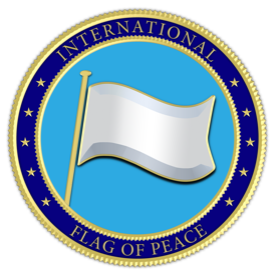 INTERNATIONAL
FLAG OF PEACE